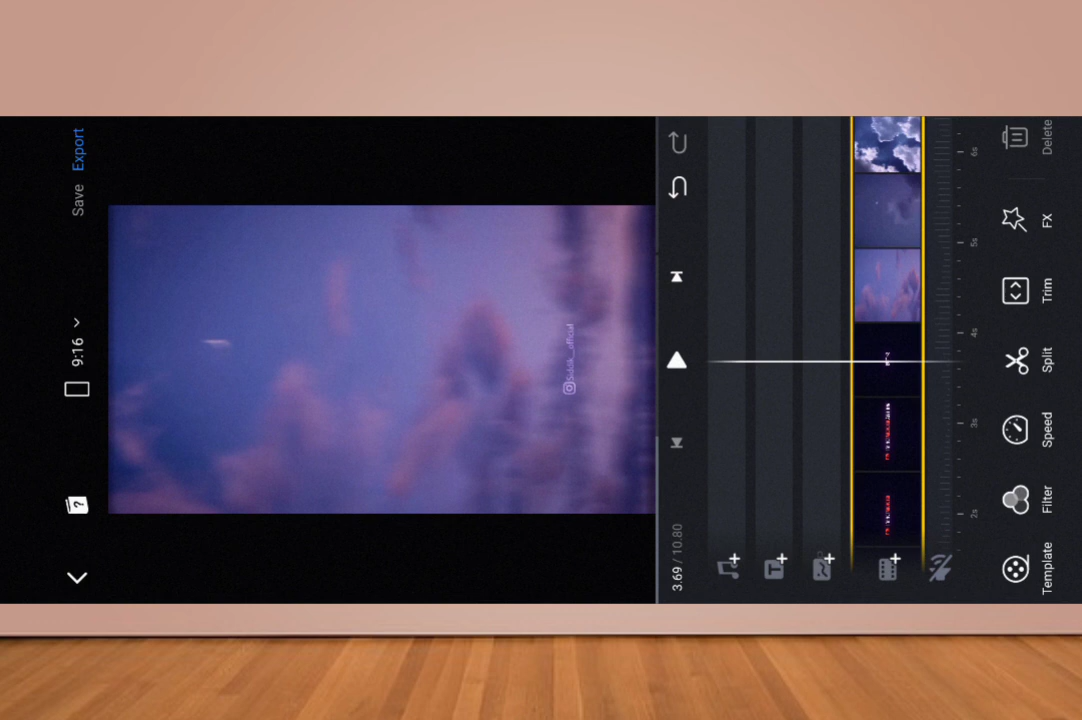 9:16
Save
Export
3.69 / 10.80
2s
3s
4s
5s
6s
Template
Filter
Speed
Split
Trim
FX
Delete